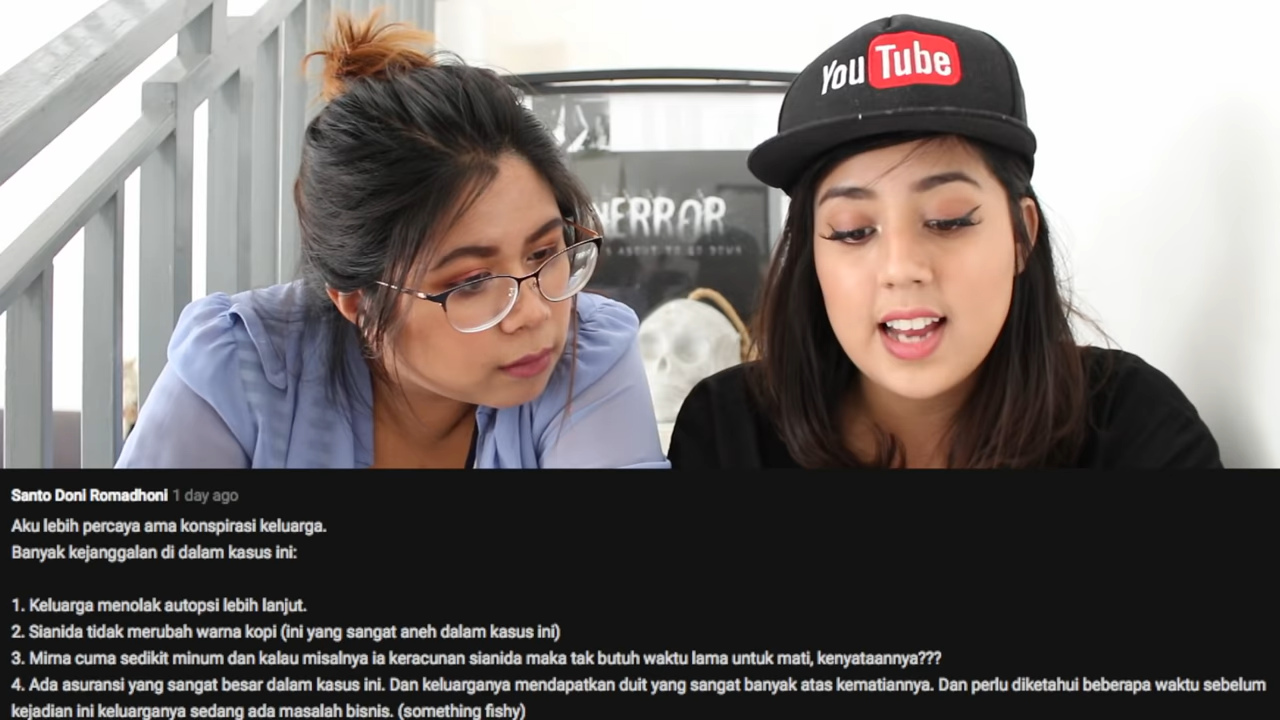 YouTube
NERROR
Santo Doni Romadhoni 1 day ago
Aku lebih percaya ama konspirasi keluarga.
Banyak kejanggalan di dalam kasus ini:
1. Keluarga menolak autopsi lebih lanjut.
2. Sianida tidak merubah warna kopi (ini yang sangat aneh dalam kasus ini)
3. Mirna cuma sedikit minum dan kalau misalnya ia keracunan sianida maka tak butuh waktu lama untuk mati, kenyataannya???
4. Ada asuransi yang sangat besar dalam kasus ini. Dan keluarganya mendapatkan duit yang sangat banyak atas kematiannya. Dan perlu diketahui beberapa waktu sebelum
kejadian ini keluarganya sedang ada masalah bisnis. (something fishy)